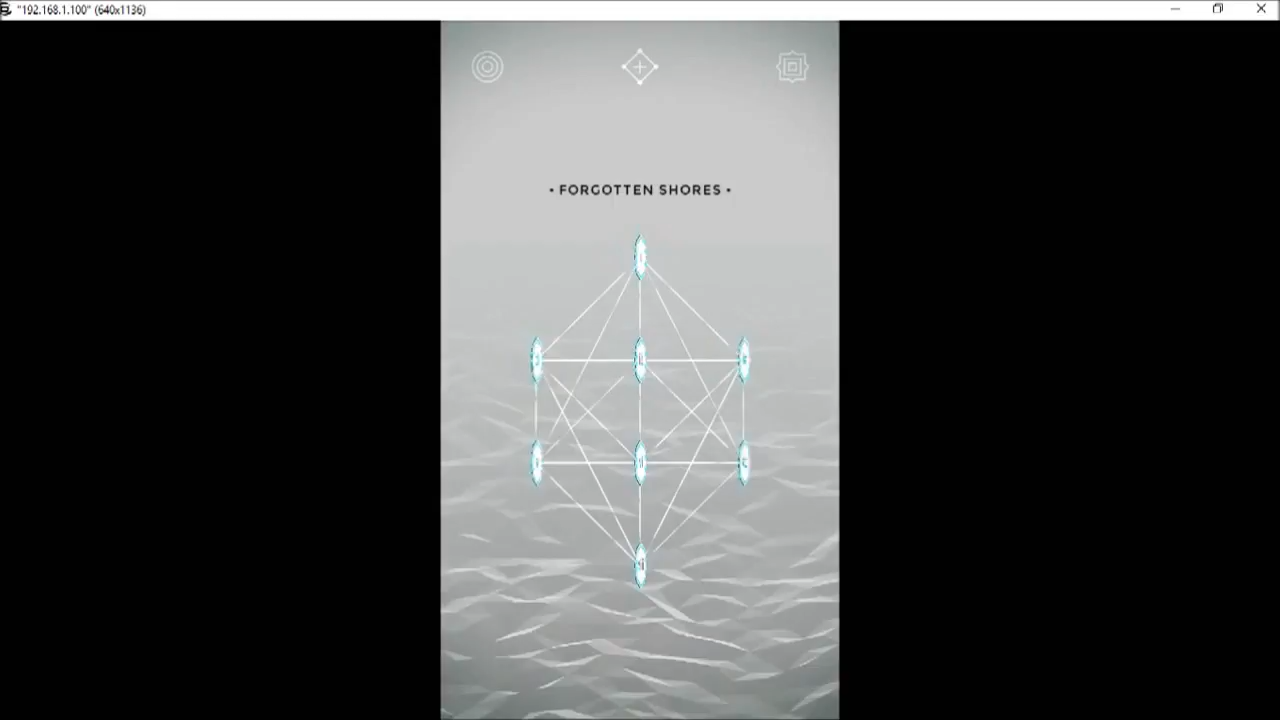 "192.168.1.100" (640x1136)
• FORGOTTEN SHORES •